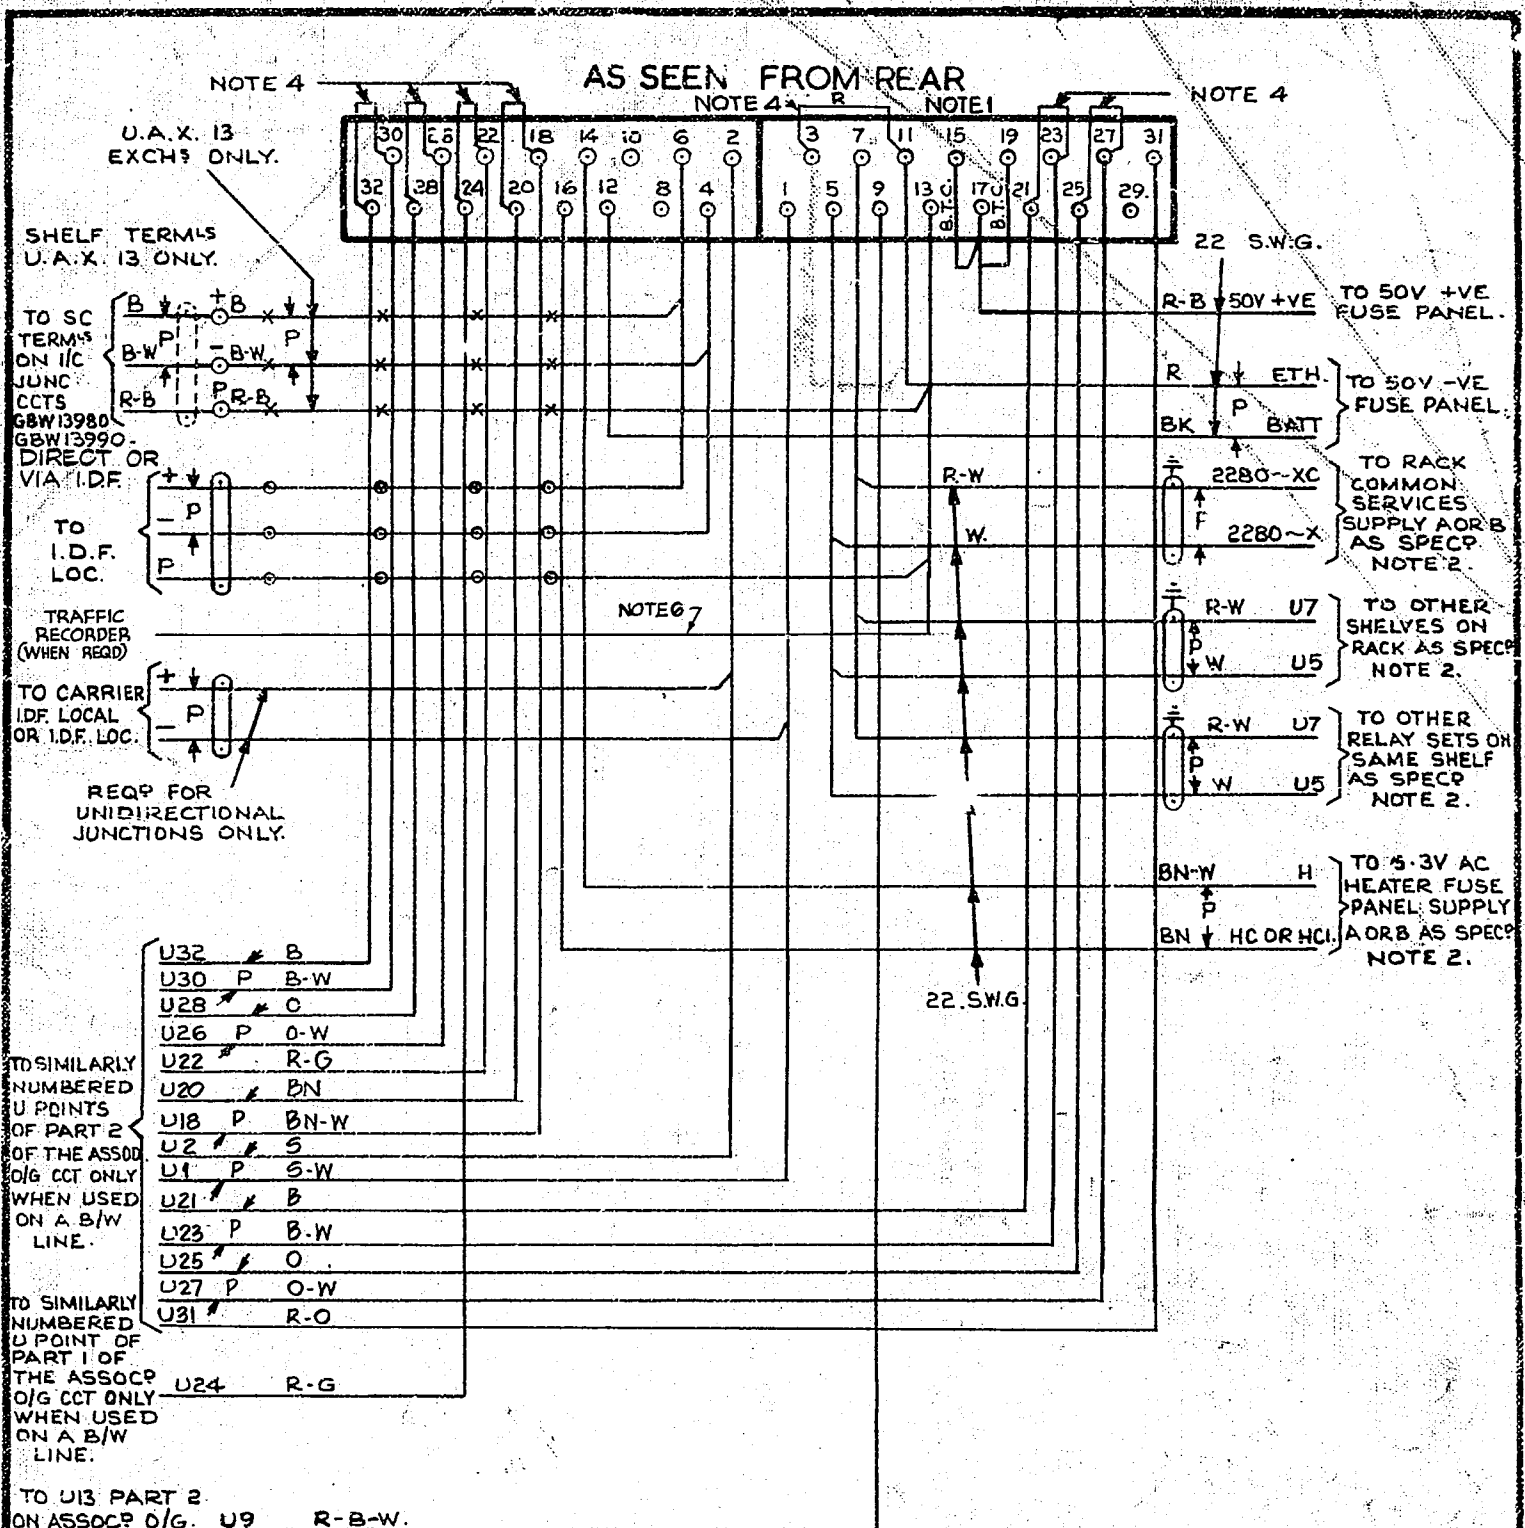 AS SEEN FROM REAR
NOTE 4
NOTE 4
R
NOTE 1
NOTE 4
30 26 22 18 14 10 6 2 3 7 11 15 19 23 27 31
32 28 24 20 16 12 8 4 1 5 9 13 17 21 25 29.
B.T.C. B.T.C.
U.A.X. 13
EXCHS ONLY.
SHELF TERMLS
U.A.X. 13 ONLY.
TO SC
TERMLS
ON I/C
JUNC
CCTS
GBW13980
GBW13990.
DIRECT OR
VIA I.D.F.
B + B
P P
B-W - B-W
R-B P R-B
TO
I.D.F.
LOC.
+
P
-
P
TRAFFIC
RECORDER
(WHEN REQD)
NOTE 6
TO CARRIER
I.D.F. LOCAL
OR I.D.F. LOC.
+
P
-
REQD FOR
UNIDIRECTIONAL
JUNCTIONS ONLY.
22 S.W.G.
R-B 50V +VE
TO 50V +VE
FUSE PANEL.
R ETH.
P
BK BATT
TO 50V -VE
FUSE PANEL.
R-W
2280~XC
P
W.
2280~X
TO RACK
COMMON
SERVICES
SUPPLY A OR B
AS SPECD
NOTE 2.
R-W U7
P
W U5
TO OTHER
SHELVES ON
RACK AS SPECD
NOTE 2.
R-W U7
P
W U5
TO OTHER
RELAY SETS ON
SAME SHELF
AS SPECD
NOTE 2.
BN-W H
P
BN HC OR HC1.
TO 5.3V AC
HEATER FUSE
PANEL SUPPLY
A OR B AS SPECD
NOTE 2.
22.S.W.G.
TO SIMILARLY
NUMBERED
U POINTS
OF PART 2
OF THE ASSOD.
O/G CCT ONLY
WHEN USED
ON A B/W
LINE.
U32 B
U30 P B-W
U28 O
U26 P O-W
U22 R-G
U20 BN
U18 P BN-W
U2 S
U1 P S-W
U21 B
U23 P B-W
U25 O
U27 P O-W
U31 R-O
TO SIMILARLY
NUMBERED
U POINT OF
PART 1 OF
THE ASSOCD
O/G CCT ONLY
WHEN USED
ON A B/W
LINE.
U24 R-G
TO U13 PART 2
ON ASSOCD O/G. U9 R-B-W.